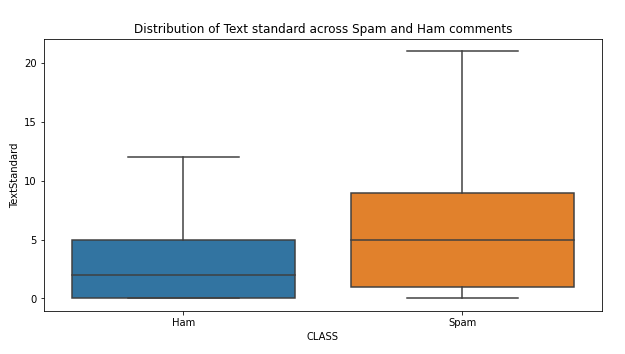 Distribution of Text standard across Spam and Ham comments
20
15
10
5
0
TextStandard
Ham
Spam
CLASS